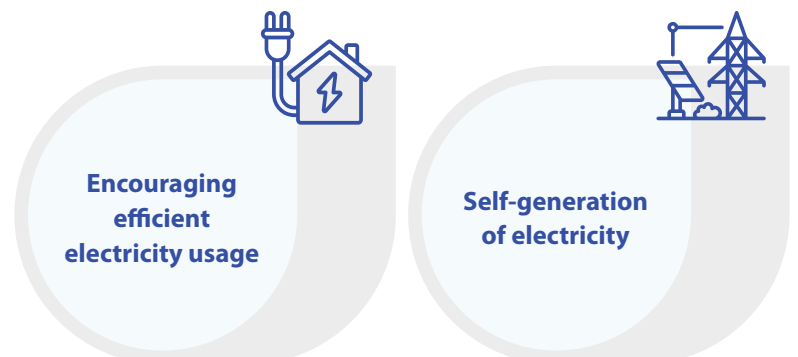 Encouraging
efficient
electricity usage
Self-generation
of electricity